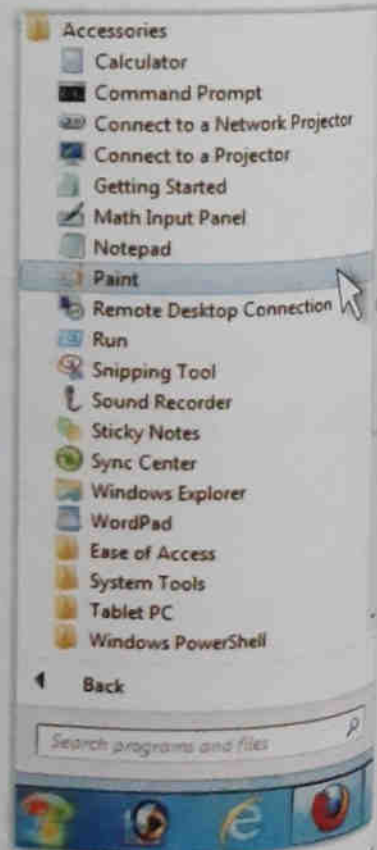 Accessories
Calculator
Command Prompt
Connect to a Network Projector
Connect to a Projector
Getting Started
Math Input Panel
Notepad
Paint
Remote Desktop Connection
Run
Snipping Tool
Sound Recorder
Sticky Notes
Sync Center
Windows Explorer
WordPad
Ease of Access
System Tools
Tablet PC
Windows PowerShell
Back
Search programs and files